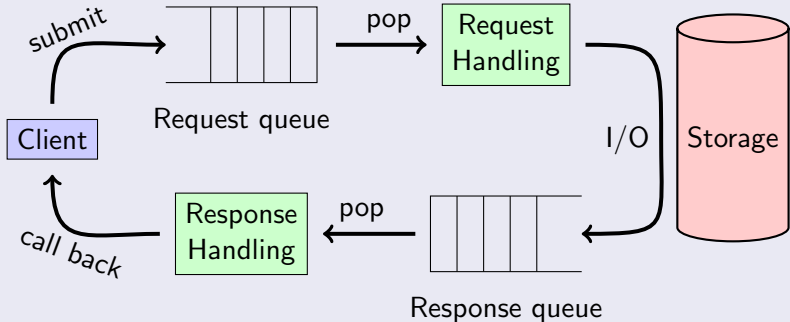 submit
pop
Request
Handling
Request queue
Client
I/O
Storage
Response
Handling
pop
call back
Response queue